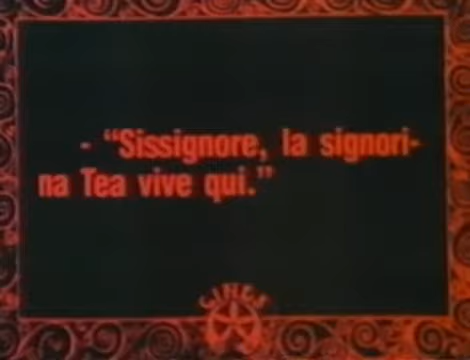 - “Sissignore, la signori-
na Tea vive qui.”
CINES